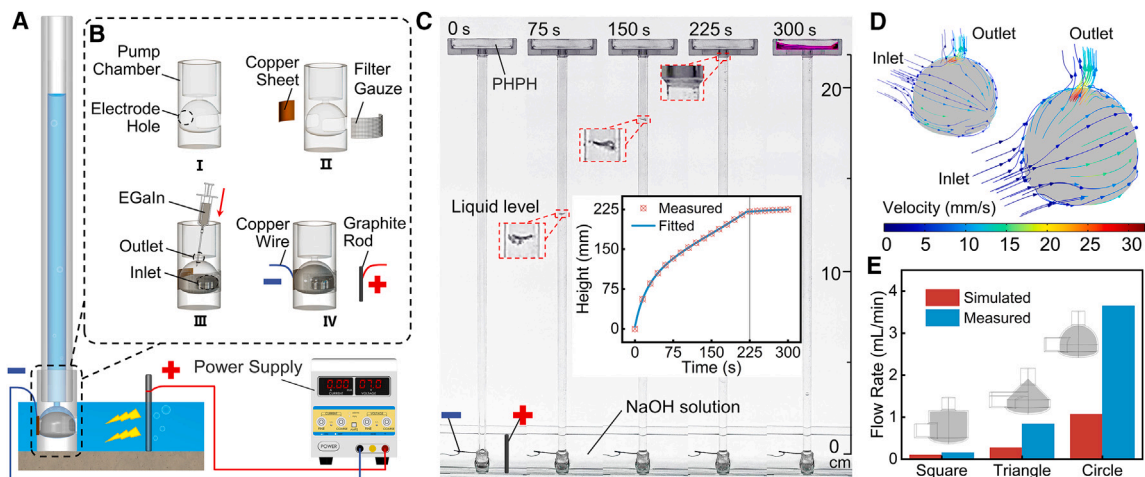 A
B
Pump
Chamber
Electrode
Hole
I
Copper
Sheet
Filter
Gauze
II
EGaIn
Outlet
Inlet
III
Copper
Wire
Graphite
Rod
−
+
IV
−
+
Power Supply
000 070
CURRENT VOLTAGE
POWER
C
0 s
75 s
150 s
225 s
300 s
PHPH
20
10
0
cm
Liquid level
Measured
Fitted
Height (mm)
225
150
75
0
0 75 150 225 300
Time (s)
NaOH solution
−
+
D
Outlet
Outlet
Inlet
Inlet
Velocity (mm/s)
0 5 10 15 20 25 30
E
Simulated
Measured
Flow Rate (mL/min)
4
3
2
1
0
Square Triangle Circle